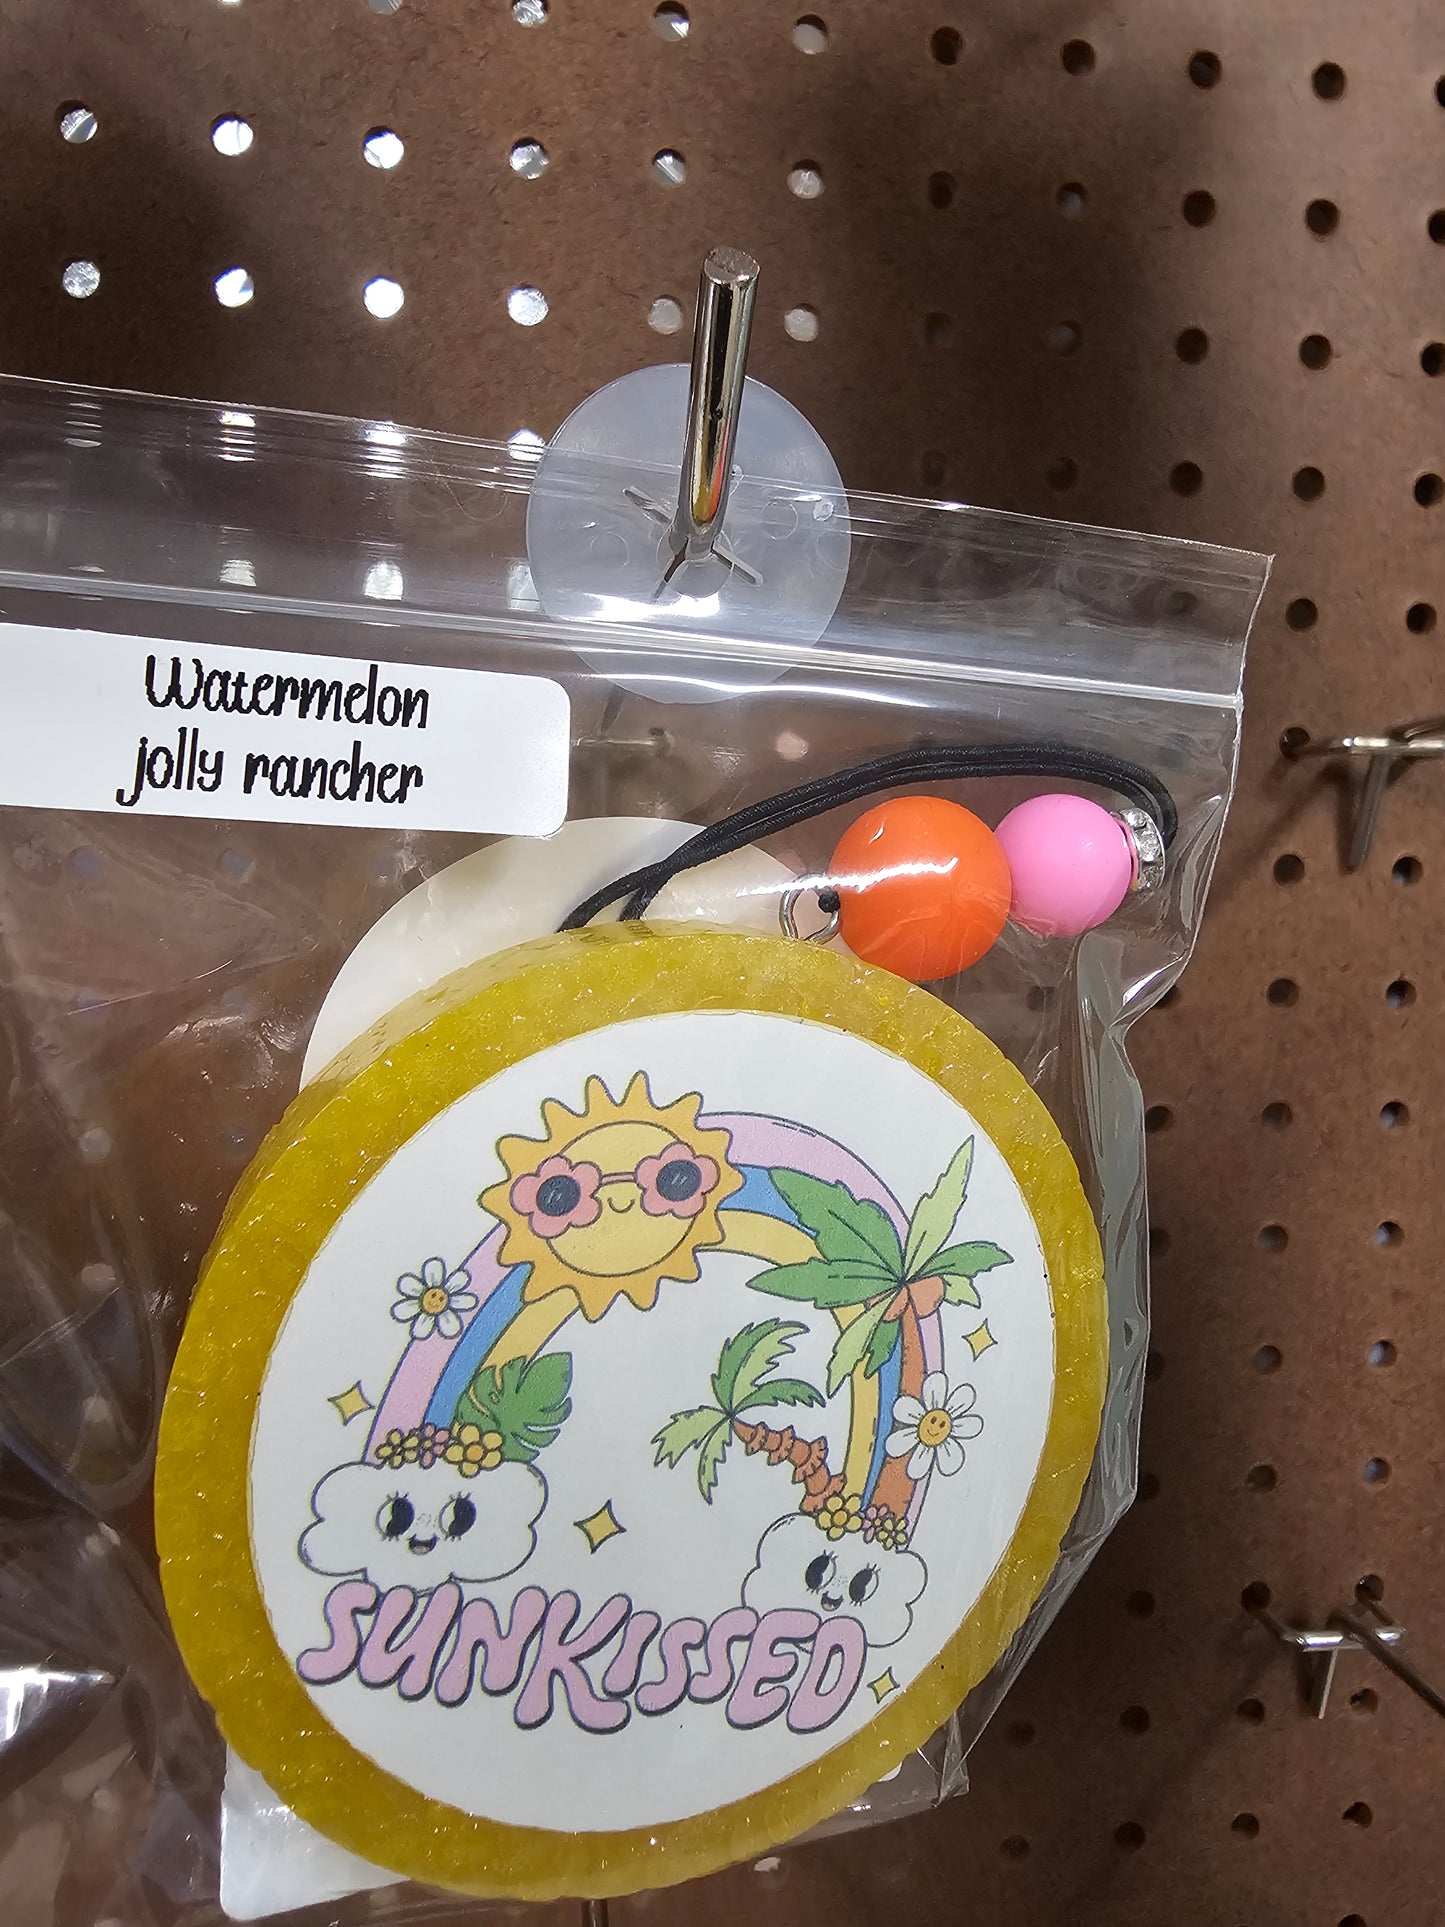 Watermelon
jolly rancher
SUNKISSED